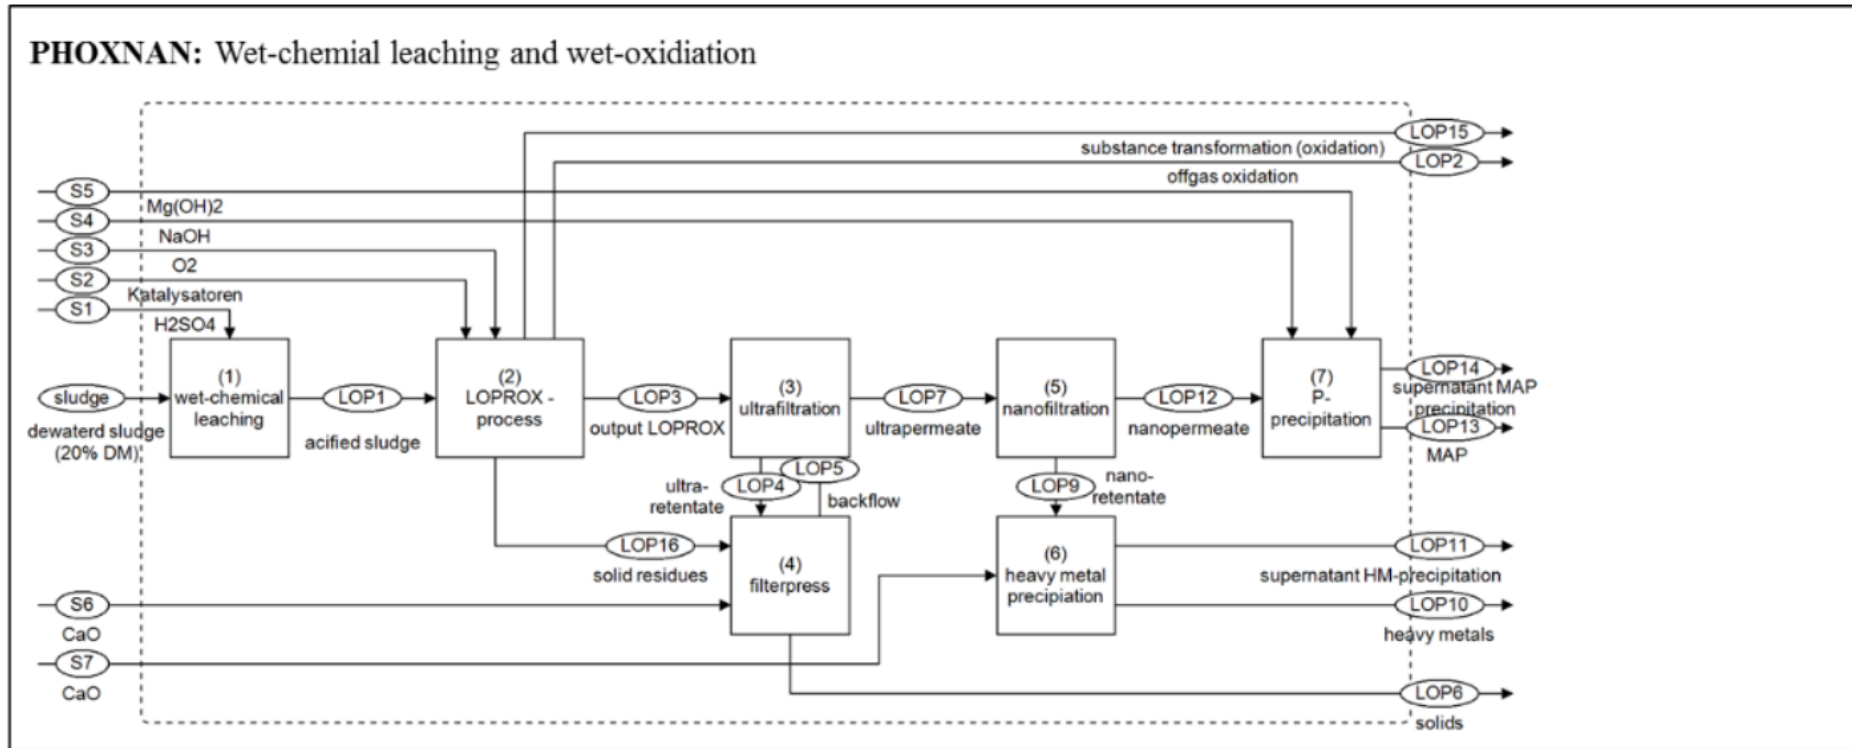 PHOXNAN: Wet-chemial leaching and wet-oxidiation
LOP15
substance transformation (oxidation)
LOP2
offgas oxidation
S5
Mg(OH)2
S4
NaOH
S3
O2
S2
Katalysatoren
S1
H2SO4
sludge
dewaterd sludge
(20% DM)
(1)
wet-chemical
leaching
LOP1
acified sludge
(2)
LOPROX -
process
LOP3
output LOPROX
(3)
ultrafiltration
LOP7
ultrapermeate
(5)
nanofiltration
LOP12
nanopermeate
(7)
P-
precipitation
LOP14
supernatant MAP
precipitation
LOP13
MAP
ultra-
retentate
LOP4
LOP5
backflow
LOP9
nano-
retentate
LOP16
solid residues
(4)
filterpress
(6)
heavy metal
precipiation
LOP11
supernatant HM-precipitation
LOP10
heavy metals
S6
CaO
S7
CaO
LOP6
solids